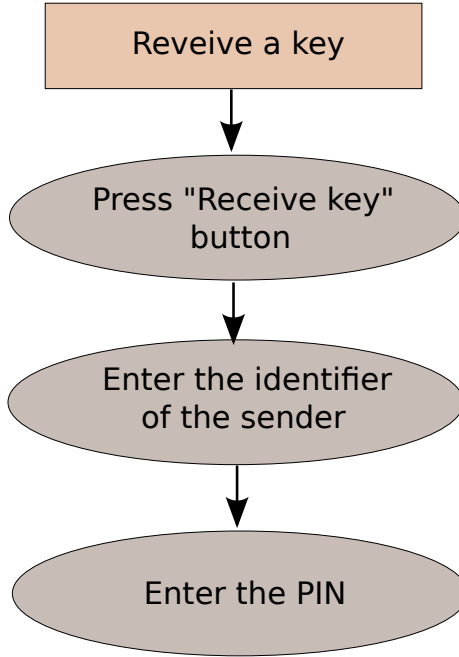 Reveive a key
Press "Receive key"
button
Enter the identifier
of the sender
Enter the PIN